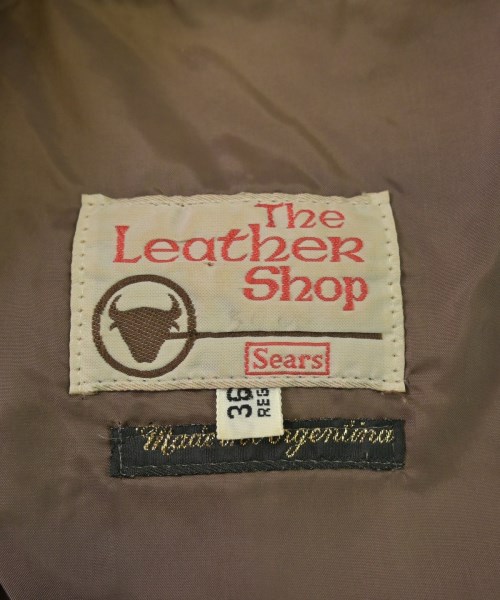 The
Leather
Shop
Sears
36
REG
Made in Argentina